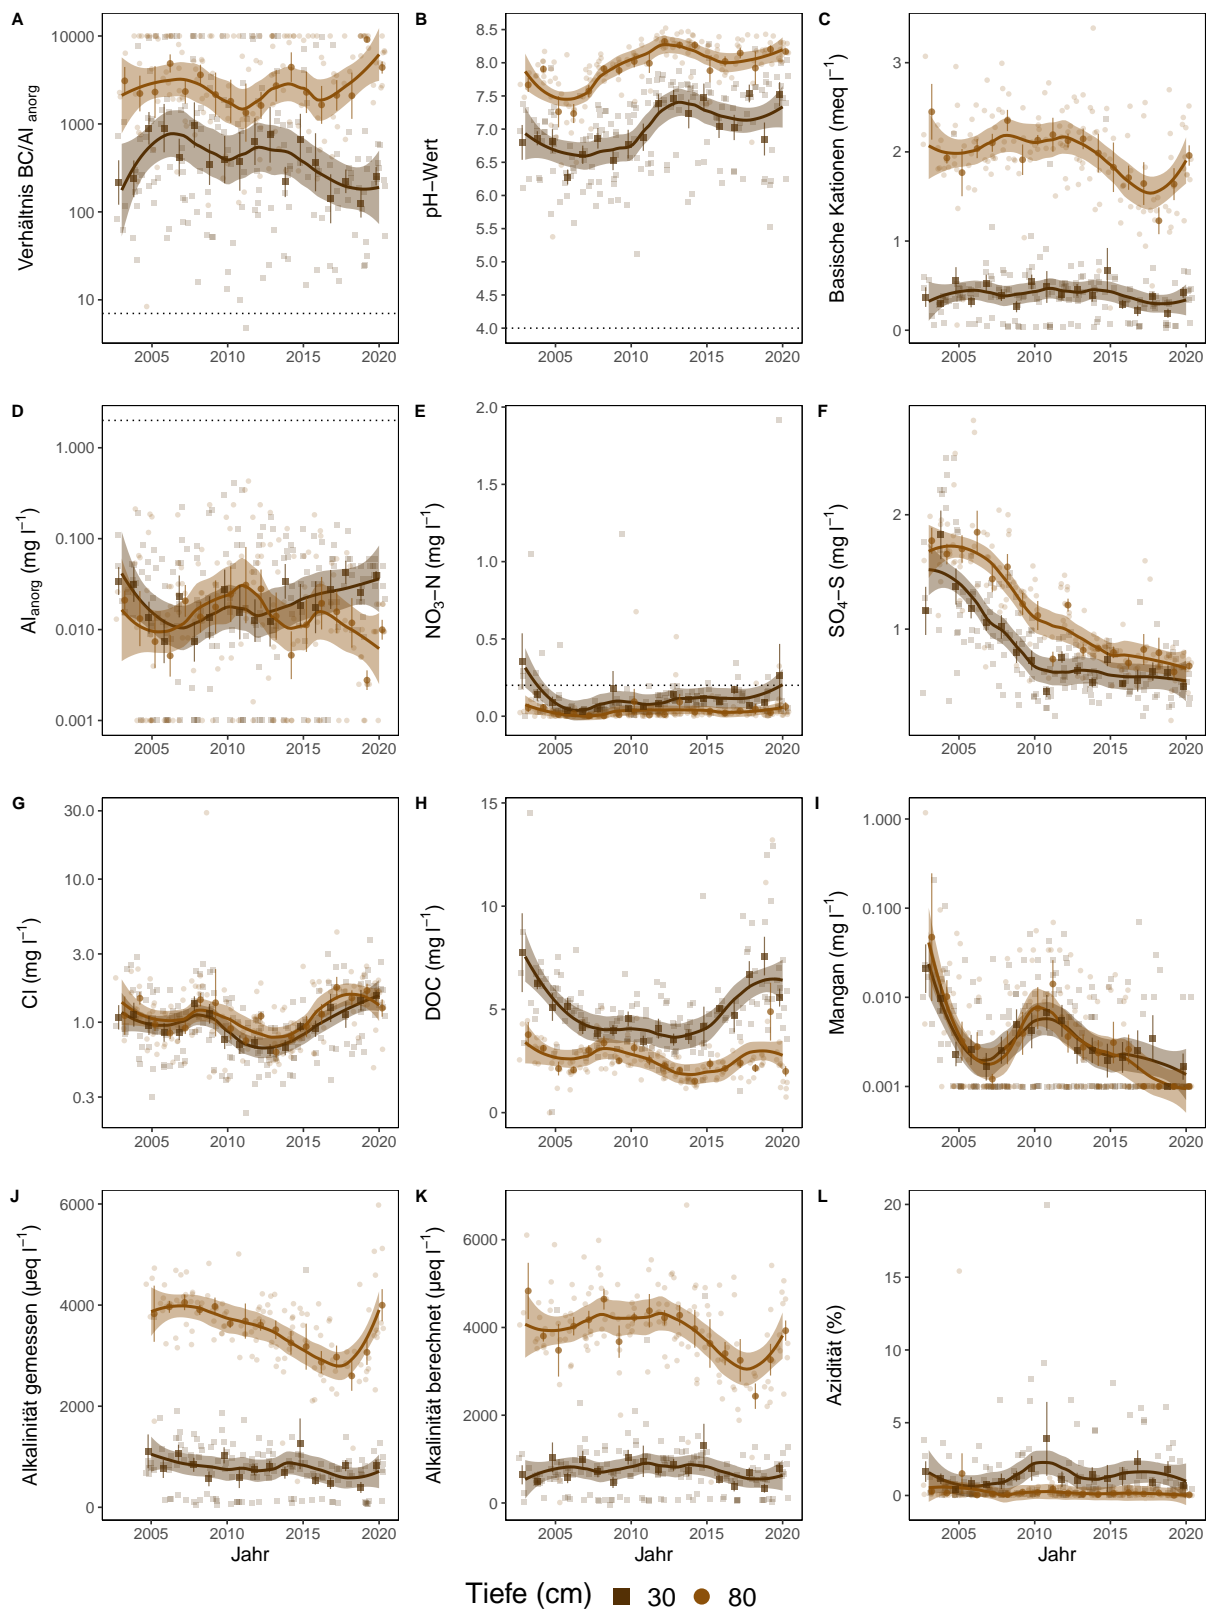 A
Verhältnis BC/Al anorg
10000
1000
100
10
2005 2010 2015 2020
B
pH−Wert
8.5
8.0
7.5
7.0
6.5
6.0
5.5
5.0
4.5
4.0
2005 2010 2015 2020
C
Basische Kationen (meq l−1)
3
2
1
0
2005 2010 2015 2020
D
Al anorg (mg l−1)
1.000
0.100
0.010
0.001
2005 2010 2015 2020
E
NO3−N (mg l−1)
2.0
1.5
1.0
0.5
0.0
2005 2010 2015 2020
F
SO4−S (mg l−1)
2
1
2005 2010 2015 2020
G
Cl (mg l−1)
30.0
10.0
3.0
1.0
0.3
2005 2010 2015 2020
H
DOC (mg l−1)
15
10
5
0
2005 2010 2015 2020
I
Mangan (mg l−1)
1.000
0.100
0.010
0.001
2005 2010 2015 2020
J
Alkalinität gemessen (µeq l−1)
6000
4000
2000
0
2005 2010 2015 2020
Jahr
K
Alkalinität berechnet (µeq l−1)
6000
4000
2000
0
2005 2010 2015 2020
L
Azidität (%)
20
15
10
5
0
2005 2010 2015 2020
Jahr
Tiefe (cm) 30 80